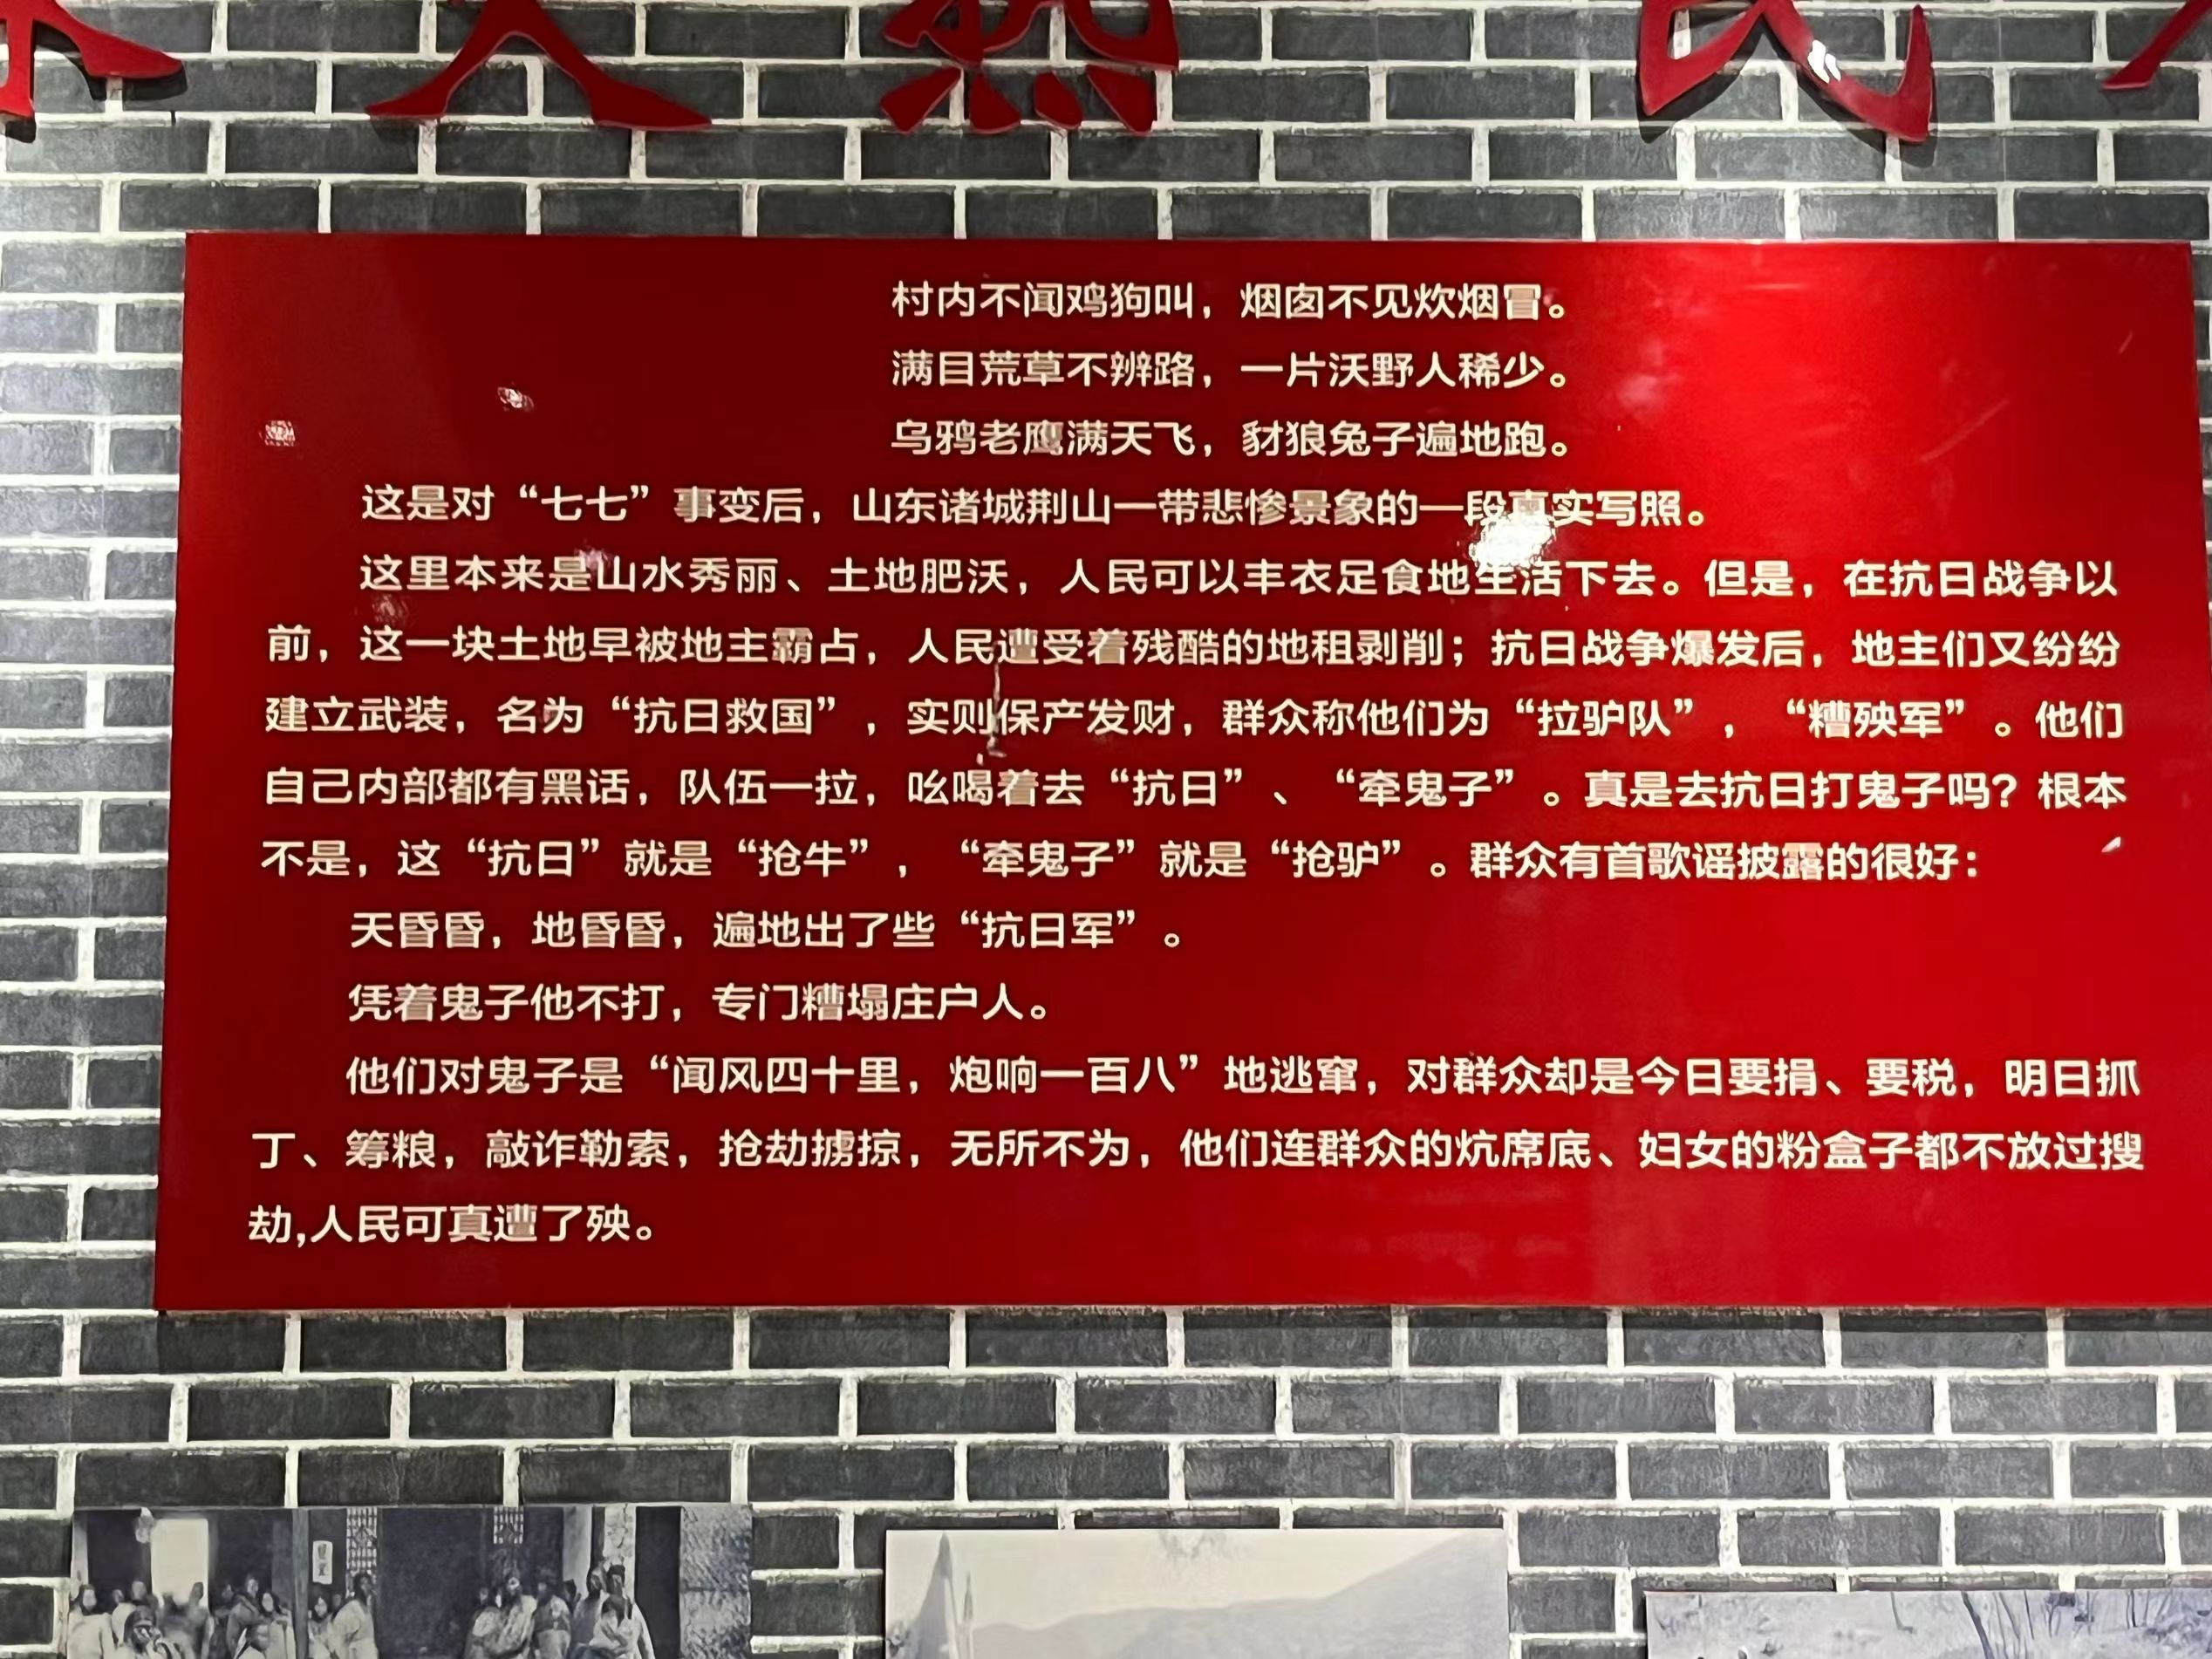 村内不闻鸡狗叫，烟囱不见炊烟冒。
满目荒草不辨路，一片沃野人稀少。
乌鸦老鹰满天飞，豺狼兔子遍地跑。
这是对“七七”事变后，山东诸城荆山一带悲惨景象的一段真实写照。
这里本来是山水秀丽、土地肥沃，人民可以丰衣足食地生活下去。但是，在抗日战争以
前，这一块土地早被地主霸占，人民遭受着残酷的地租剥削；抗日战争爆发后，地主们又纷纷
建立武装，名为“抗日救国”，实则保产发财，群众称他们为“拉驴队”，“糟殃军”。他们
自己内部都有黑话，队伍一拉，吆喝着去“抗日”、“牵鬼子”。真是去抗日打鬼子吗？根本
不是，这“抗日”就是“抢牛”，“牵鬼子”就是“抢驴”。群众有首歌谣披露的很好：
天昏昏，地昏昏，遍地出了些“抗日军”。
凭着鬼子他不打，专门糟塌庄户人。
他们对鬼子是“闻风四十里，炮响一百八”地逃窜，对群众却是今日要捐、要税，明日抓
丁、筹粮，敲诈勒索，抢劫掳掠，无所不为，他们连群众的炕席底、妇女的粉盒子都不放过搜
劫,人民可真遭了殃。